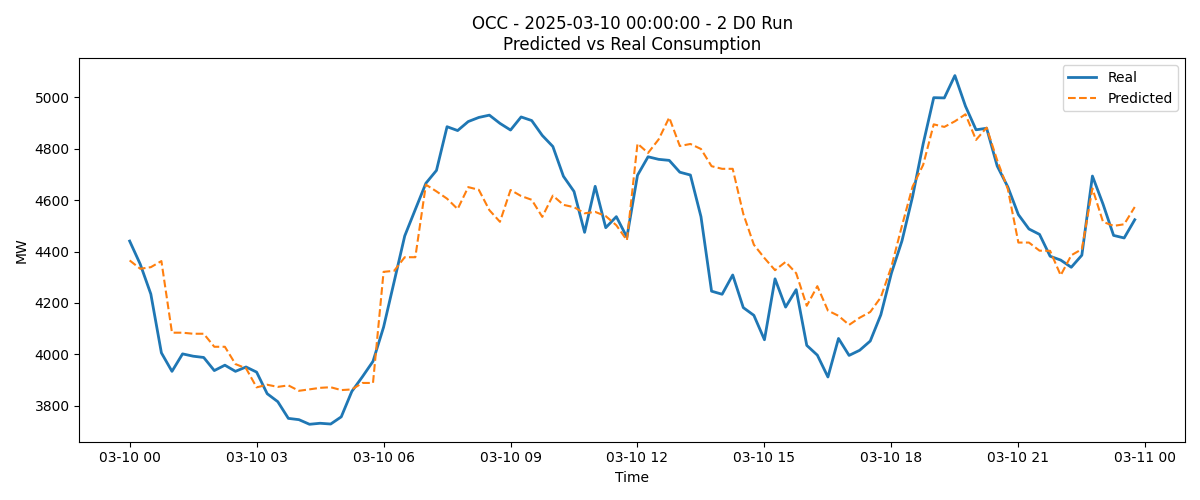 OCC - 2025-03-10 00:00:00 - 2 D0 Run
Predicted vs Real Consumption
Real
Predicted
MW
5000
4800
4600
4400
4200
4000
3800
03-10 00
03-10 03
03-10 06
03-10 09
03-10 12
03-10 15
03-10 18
03-10 21
03-11 00
Time